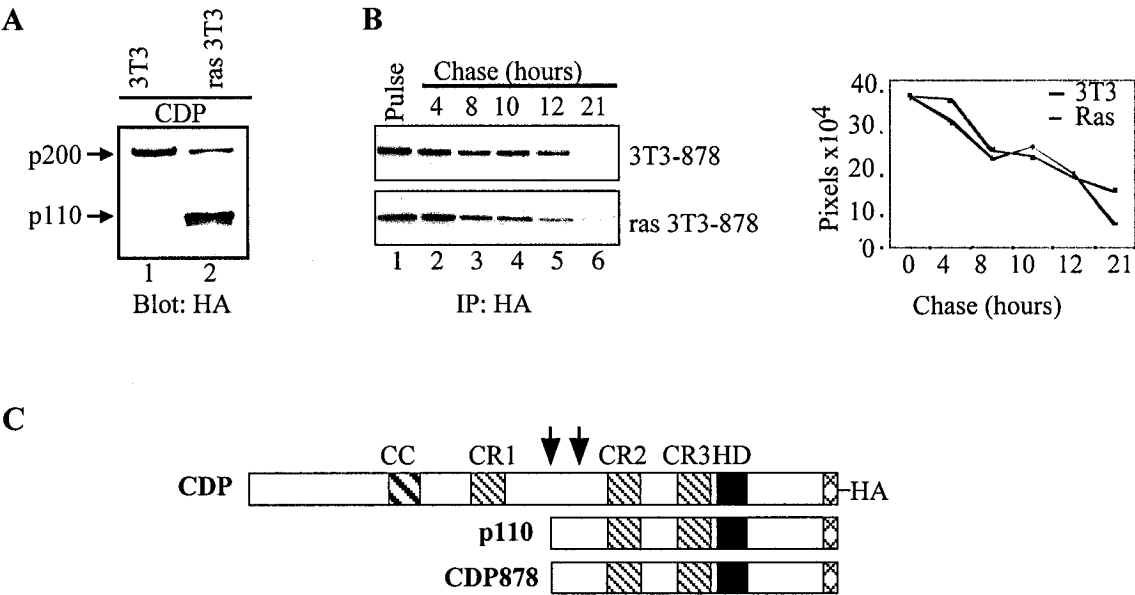 A
3T3
ras 3T3
CDP
p200
p110
1 2
Blot: HA
B
Pulse
Chase (hours)
4 8 10 12 21
3T3-878
ras 3T3-878
1 2 3 4 5 6
IP: HA
Pixels x10⁴
40.
30.
20.
10.
0.
3T3
Ras
0 4 8 10 12 21
Chase (hours)
C
CC CR1 CR2 CR3 HD
CDP
HA
p110
CDP878